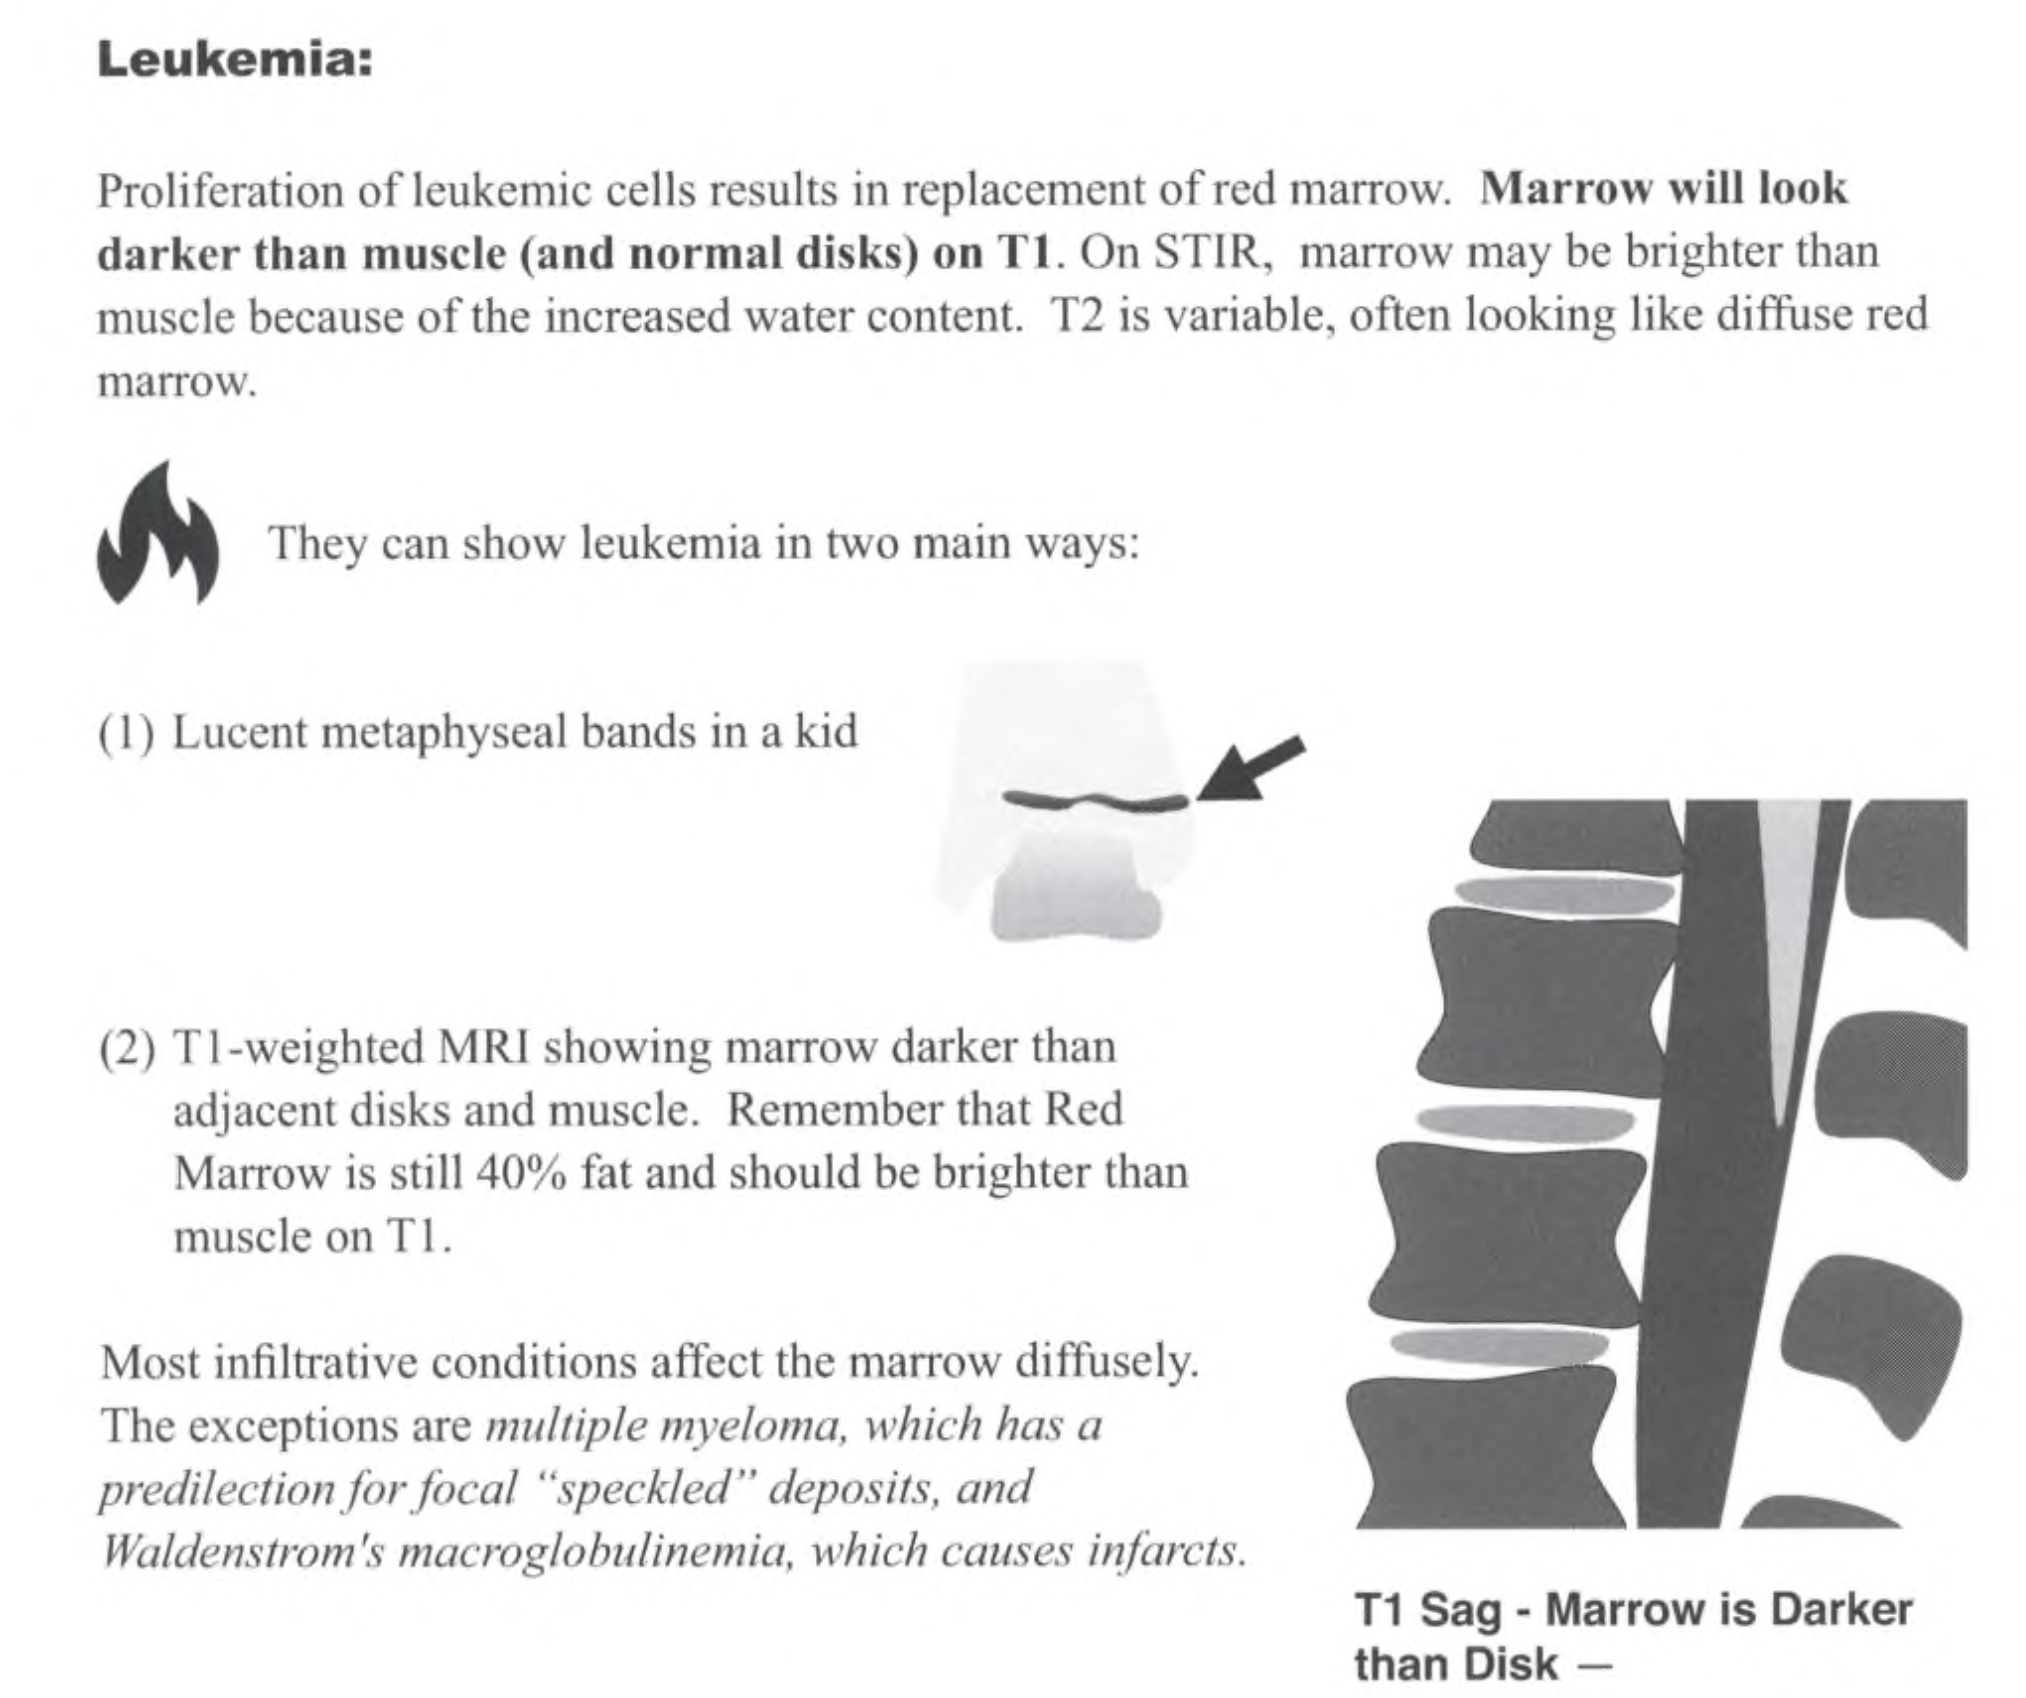 Leukemia:
Proliferation of leukemic cells results in replacement of red marrow. Marrow will look
darker than muscle (and normal disks) on T1. On STIR, marrow may be brighter than
muscle because of the increased water content. T2 is variable, often looking like diffuse red
marrow.
They can show leukemia in two main ways:
(1) Lucent metaphyseal bands in a kid
(2) T1-weighted MRI showing marrow darker than
adjacent disks and muscle. Remember that Red
Marrow is still 40% fat and should be brighter than
muscle on T1.
Most infiltrative conditions affect the marrow diffusely.
The exceptions are multiple myeloma, which has a
predilection for focal “speckled” deposits, and
Waldenstrom's macroglobulinemia, which causes infarcts.
T1 Sag - Marrow is Darker
than Disk —